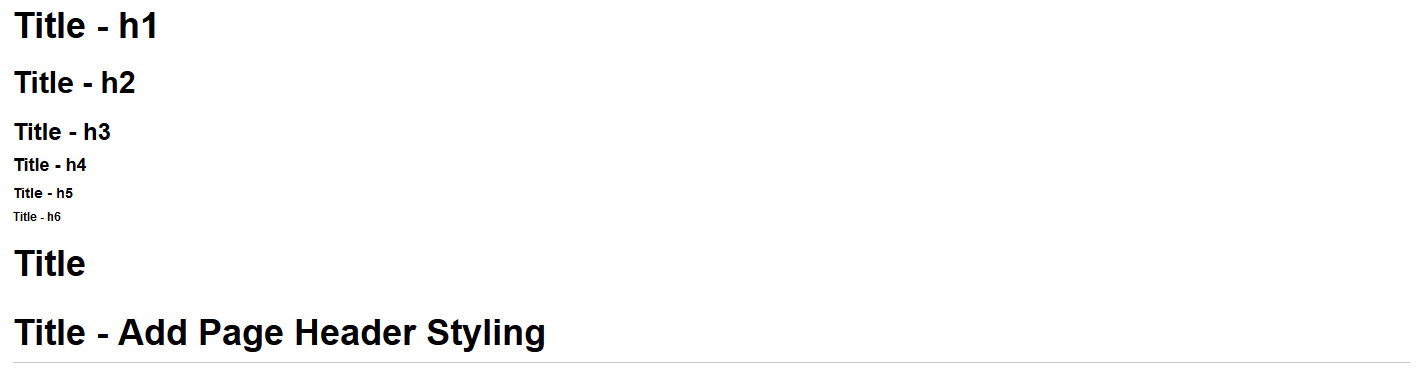 Title - h1
Title - h2
Title - h3
Title - h4
Title - h5
Title - h6
Title
Title - Add Page Header Styling